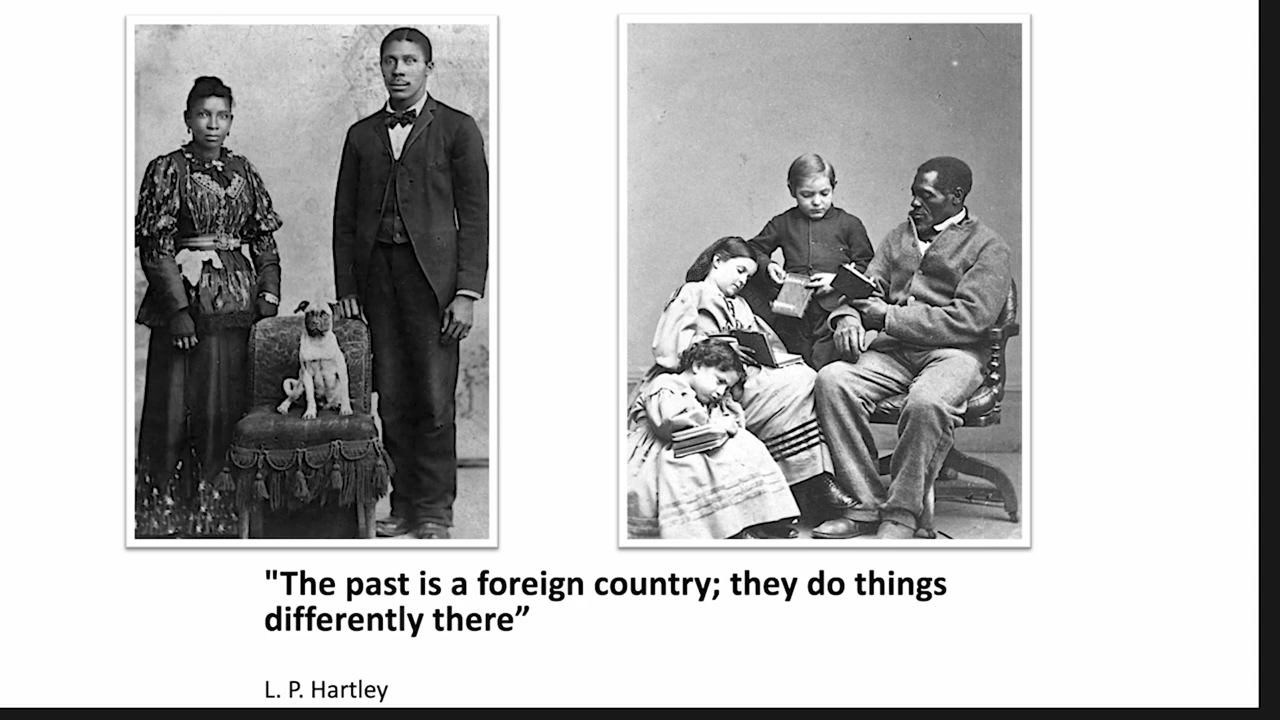 "The past is a foreign country; they do things
differently there”
L. P. Hartley